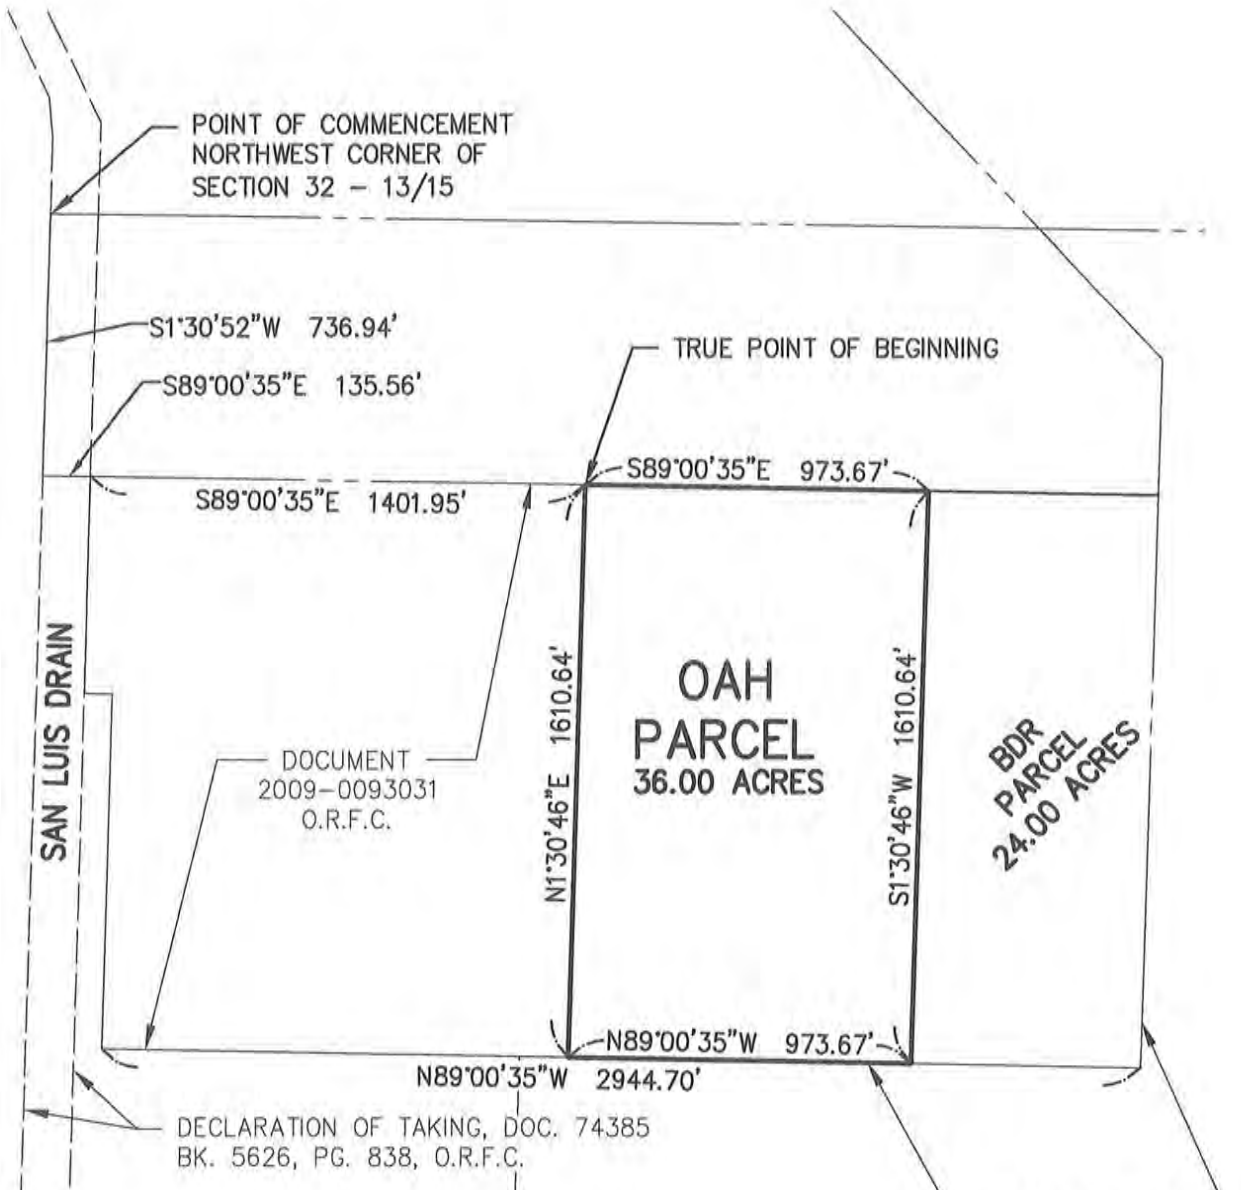 POINT OF COMMENCEMENT
NORTHWEST CORNER OF
SECTION 32 - 13/15
S1°30'52"W 736.94'
TRUE POINT OF BEGINNING
S89°00'35"E 135.56'
S89°00'35"E 973.67'
S89°00'35"E 1401.95'
SAN LUIS DRAIN
DOCUMENT
2009-0093031
O.R.F.C.
N1°30'46"E 1610.64'
OAH
PARCEL
36.00 ACRES
S1°30'46"W 1610.64'
BDR
PARCEL
24.00 ACRES
N89°00'35"W 973.67'
N89°00'35"W 2944.70'
DECLARATION OF TAKING, DOC. 74385
BK. 5626, PG. 838, O.R.F.C.